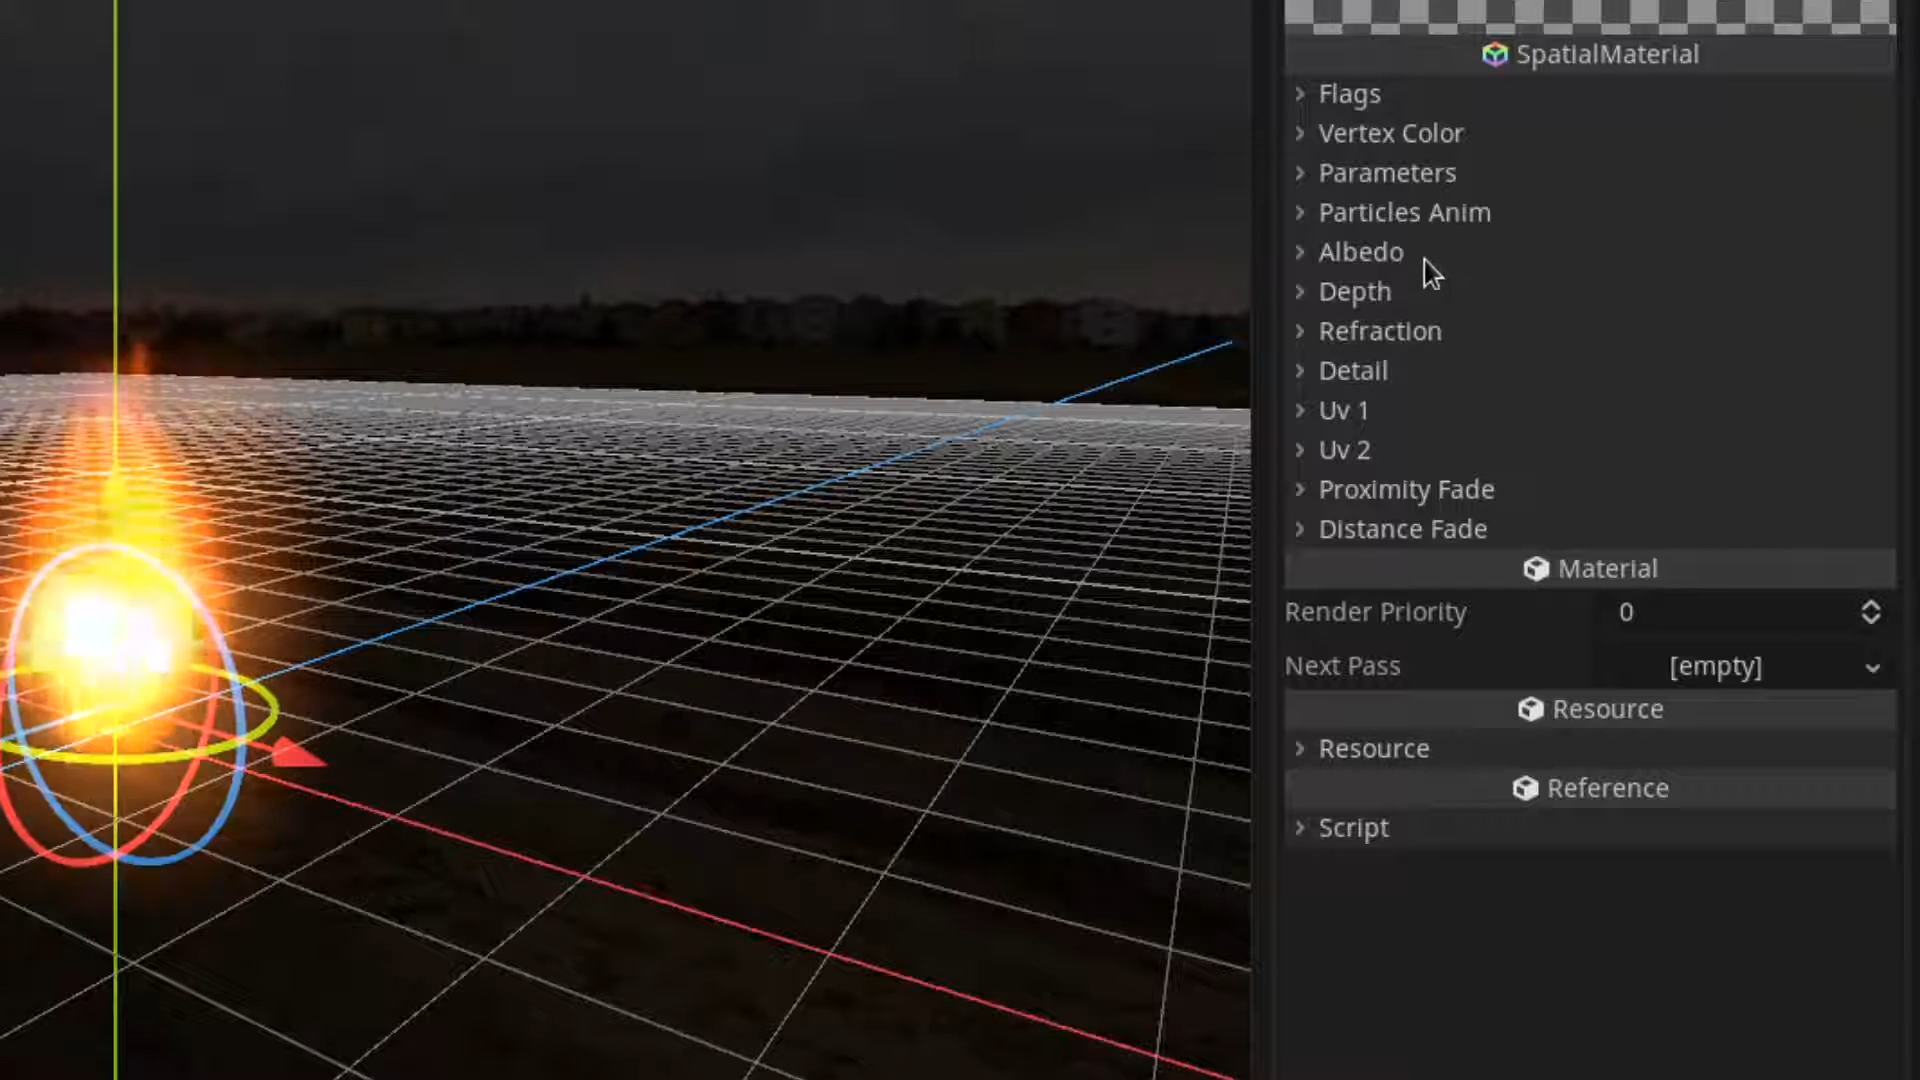 SpatialMaterial
Flags
Vertex Color
Parameters
Particles Anim
Albedo
Depth
Refraction
Detail
Uv 1
Uv 2
Proximity Fade
Distance Fade
Material
Render Priority 0
Next Pass [empty]
Resource
Resource
Reference
Script